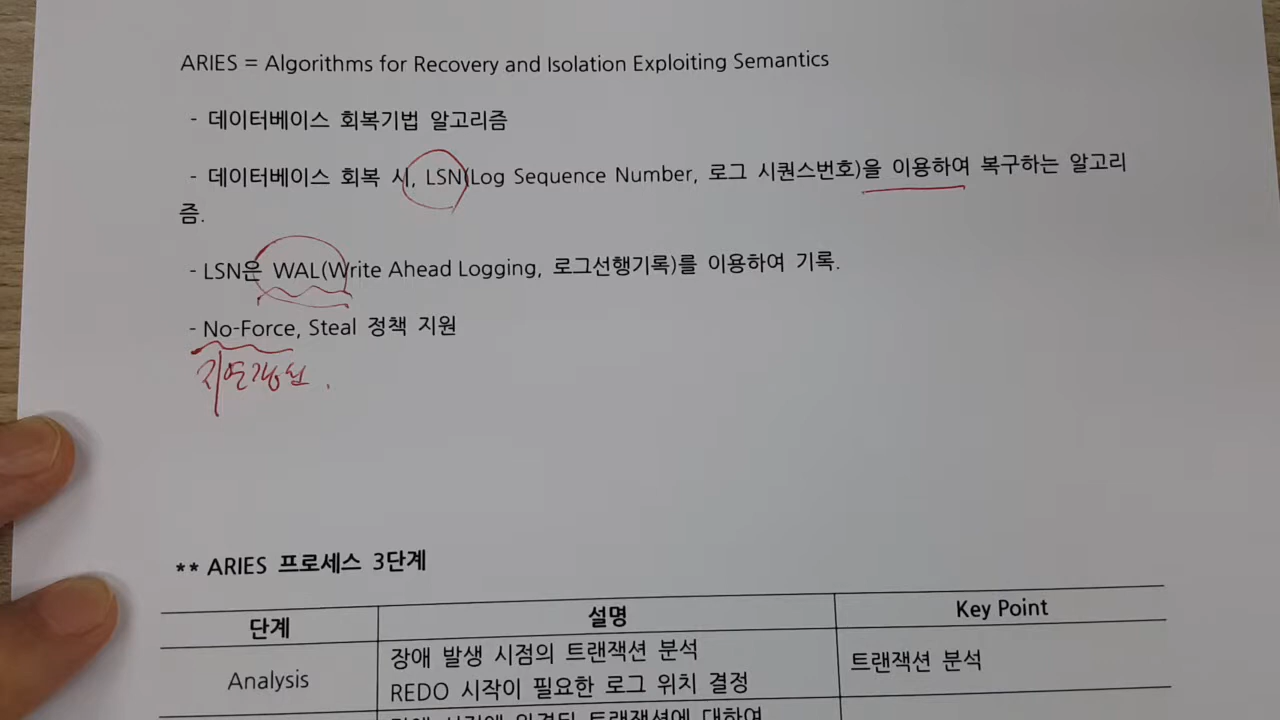 ARIES = Algorithms for Recovery and Isolation Exploiting Semantics
- 데이터베이스 회복기법 알고리즘
- 데이터베이스 회복 시, LSN(Log Sequence Number, 로그 시퀀스번호)을 이용하여 복구하는 알고리
즘.
- LSN은 WAL(Write Ahead Logging, 로그선행기록)를 이용하여 기록.
- No-Force, Steal 정책 지원
지연갱신.
** ARIES 프로세스 3단계
단계 설명 Key Point
장애 발생 시점의 트랜잭션 분석
Analysis REDO 시작이 필요한 로그 위치 결정 트랜잭션 분석